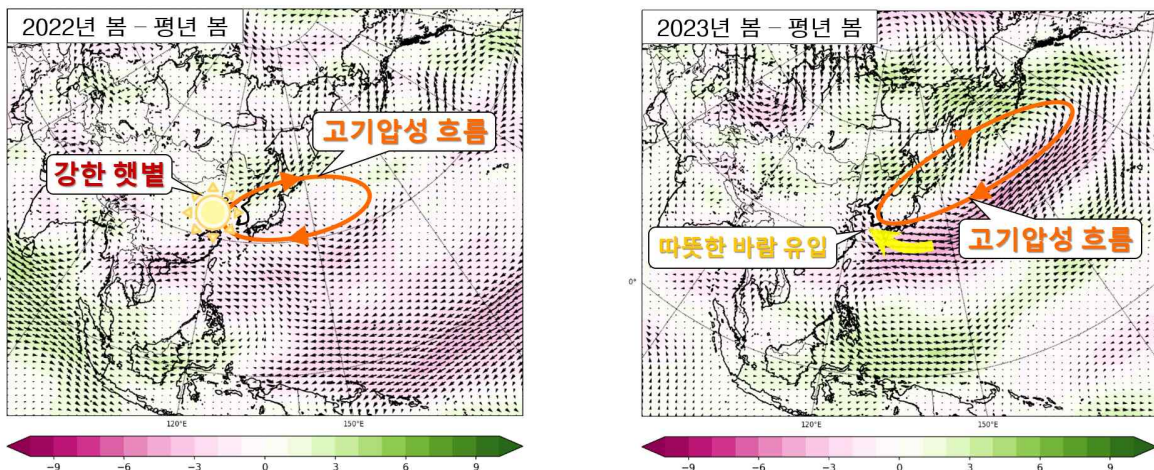 2022년 봄 – 평년 봄
고기압성 흐름
강한 햇볕
120°E
150°E
−9 −6 −3 0 3 6 9
2023년 봄 – 평년 봄
따뜻한 바람 유입
고기압성 흐름
0°
120°E
150°E
−9 −6 −3 0 3 6 9